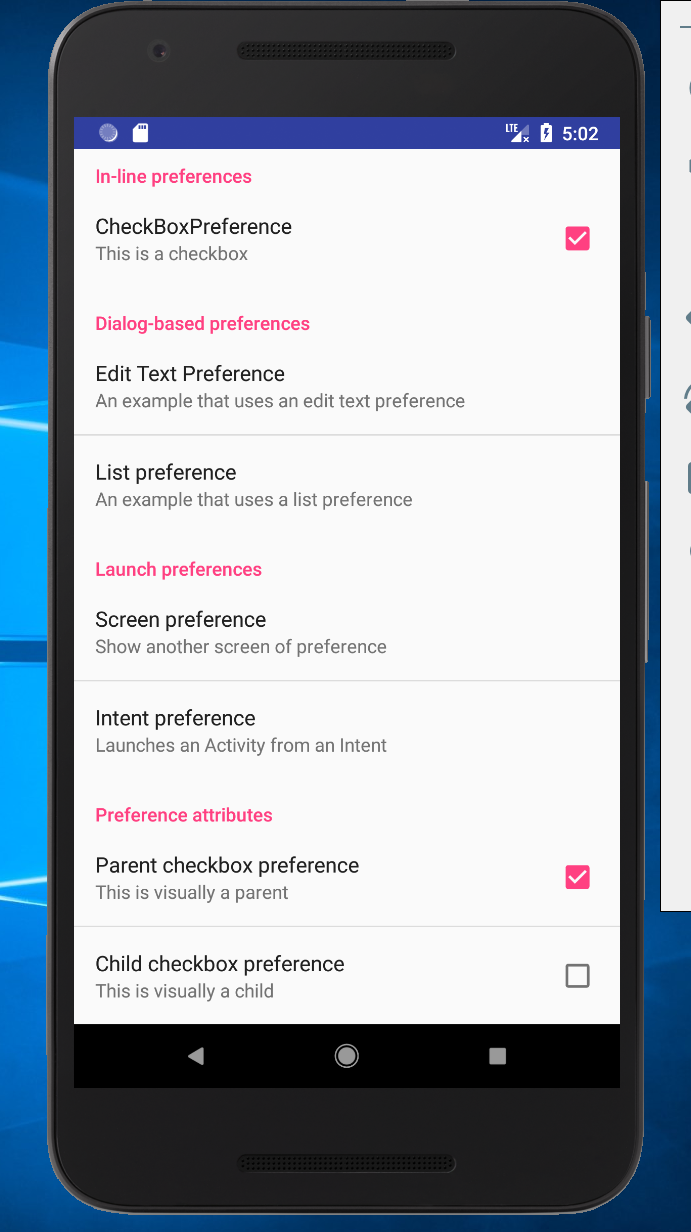 LTE 5:02
In-line preferences
CheckBoxPreference
This is a checkbox
Dialog-based preferences
Edit Text Preference
An example that uses an edit text preference
List preference
An example that uses a list preference
Launch preferences
Screen preference
Show another screen of preference
Intent preference
Launches an Activity from an Intent
Preference attributes
Parent checkbox preference
This is visually a parent
Child checkbox preference
This is visually a child